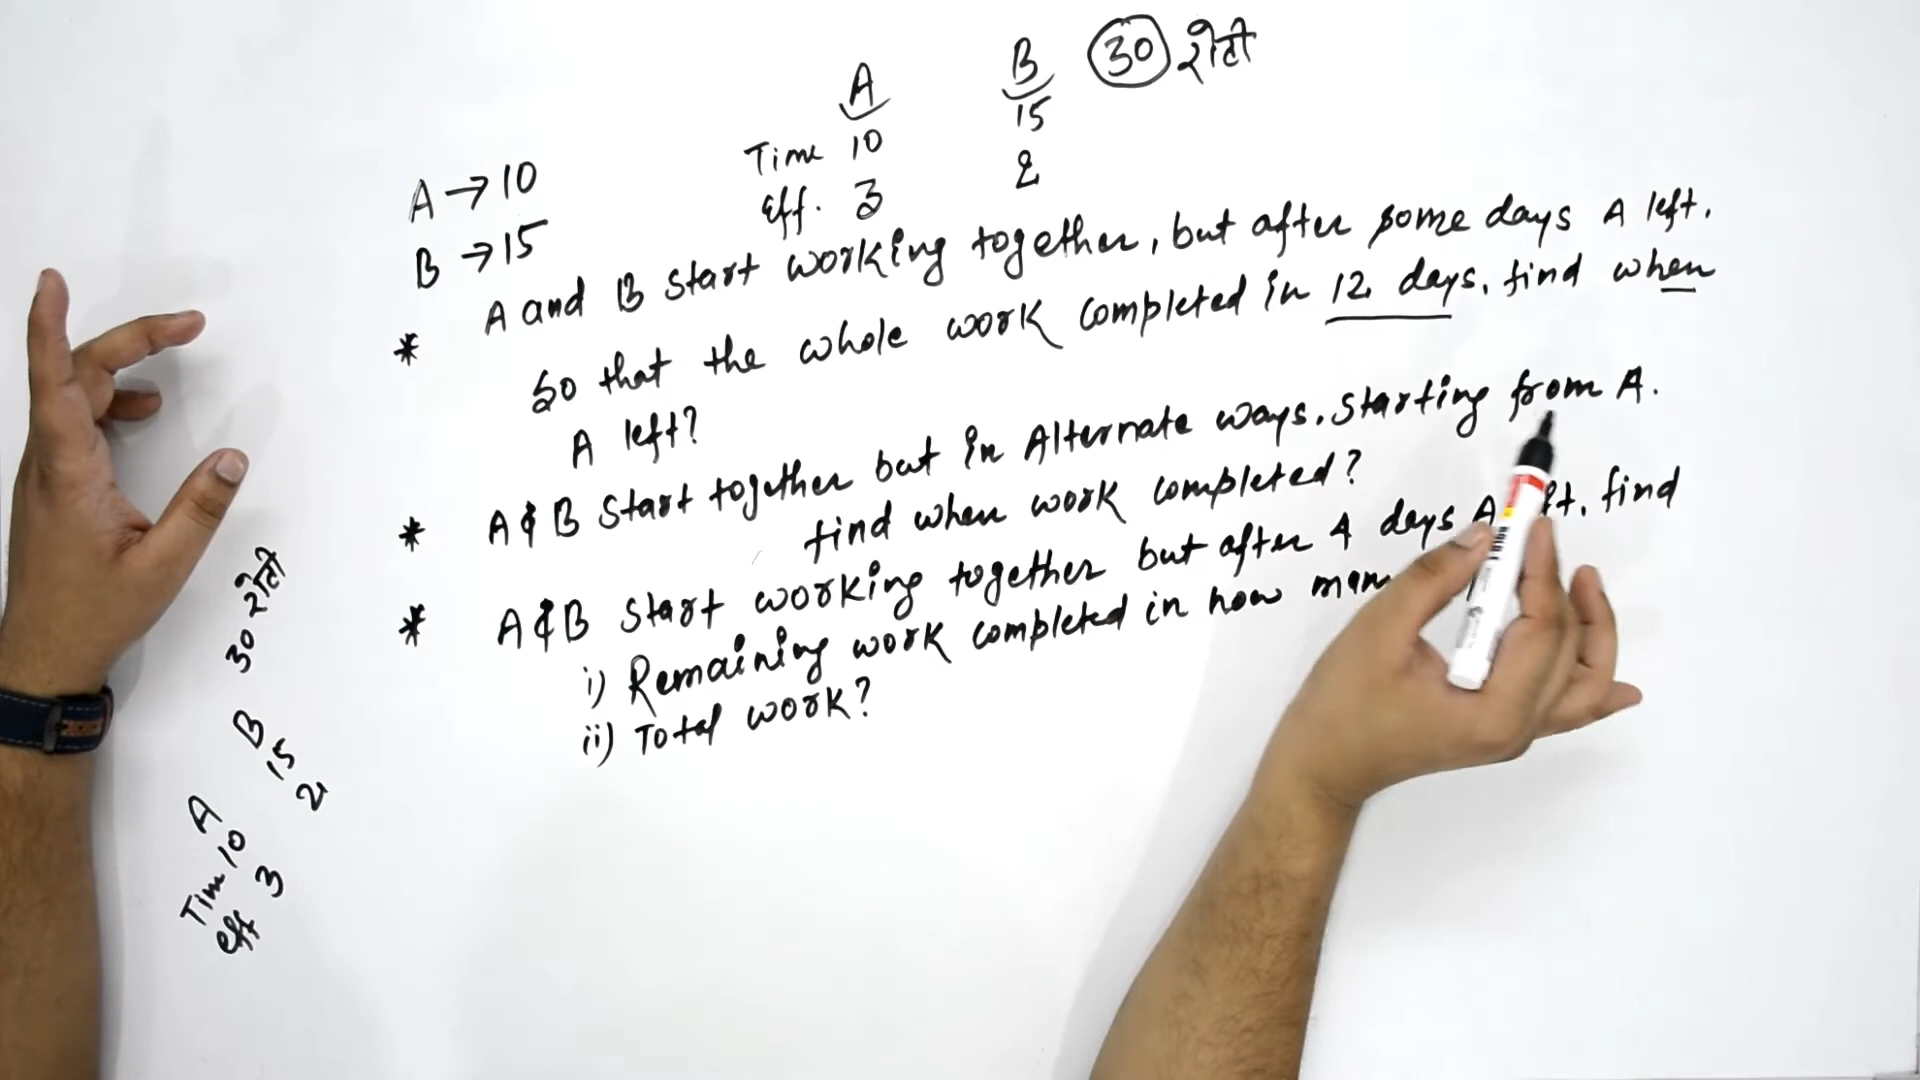 A B 30 रोटी
Time 10 15
Eff. 3 2
A → 10
B → 15
* A and B start working together, but after some days A left.
So that the whole work completed in 12 days. find when
A left?
* A & B Start together but in Alternate ways. starting from A.
find when work completed?
* A & B start working together but after 4 days A find
i) Remaining work completed in how
ii) Total work?
A B 30 रोटी
Time 10 15
eff 3 2